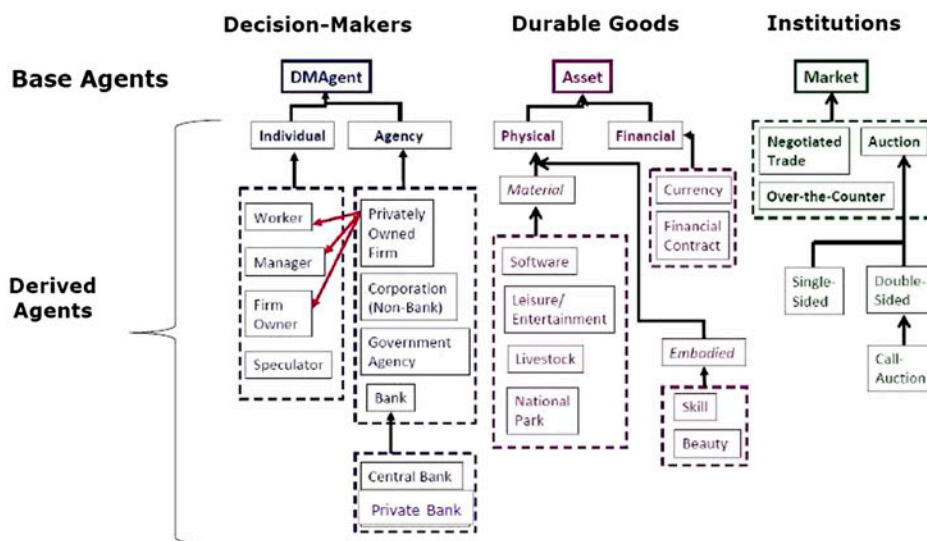 Decision-Makers
Durable Goods
Institutions
Base Agents
DMAgent
Asset
Market
Individual
Agency
Physical
Financial
Negotiated
Trade
Auction
Over-the-Counter
Worker
Manager
Firm
Owner
Speculator
Privately
Owned
Firm
Corporation
(Non-Bank)
Government
Agency
Bank
Central Bank
Private Bank
Material
Software
Leisure/
Entertainment
Livestock
National
Park
Currency
Financial
Contract
Embodied
Skill
Beauty
Single-
Sided
Double-
Sided
Call-
Auction
Derived
Agents